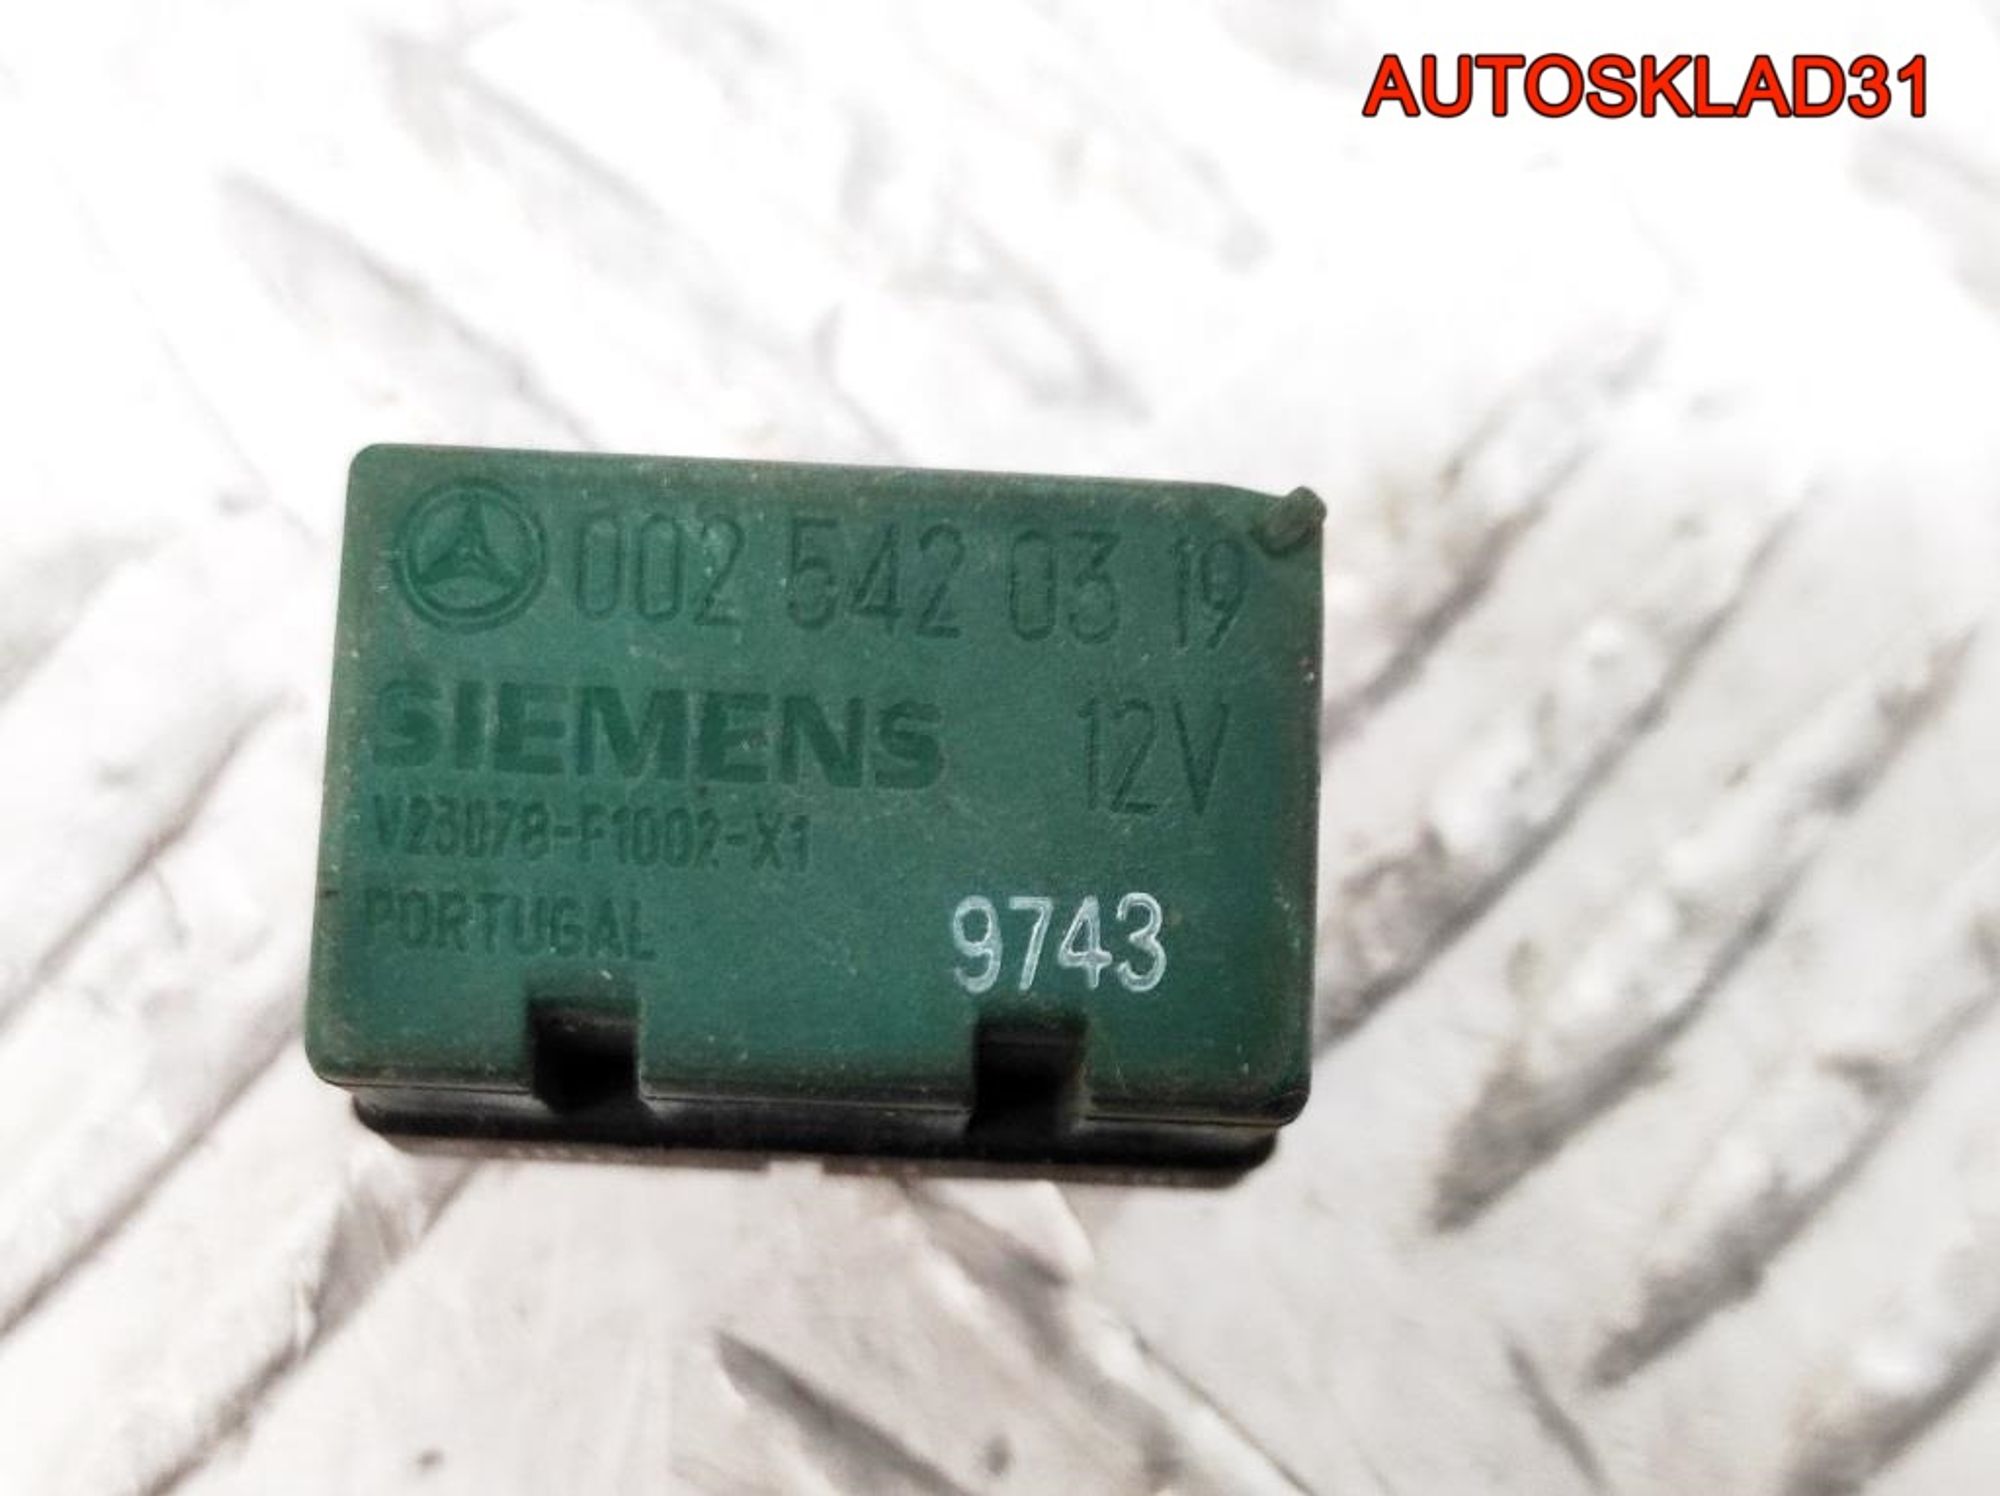 AUTOSKLAD31
002 542 03 19
SIEMENS 12V
V23078-F1002-X1
PORTUGAL
9743